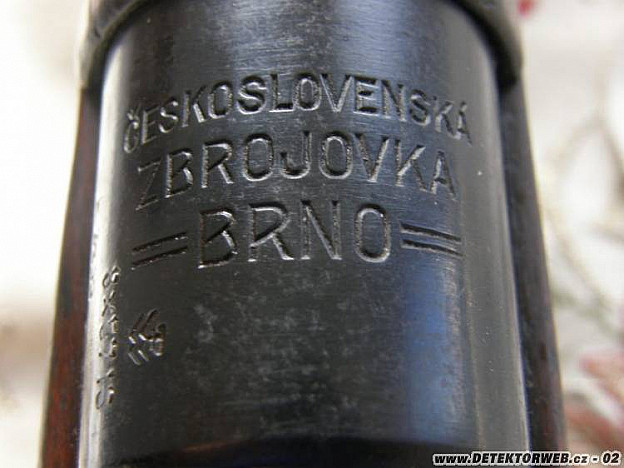 ČESKOSLOVENSKÁ
ZBROJOVKA
BRNO
www.DETEKTORWEB.cz - 02